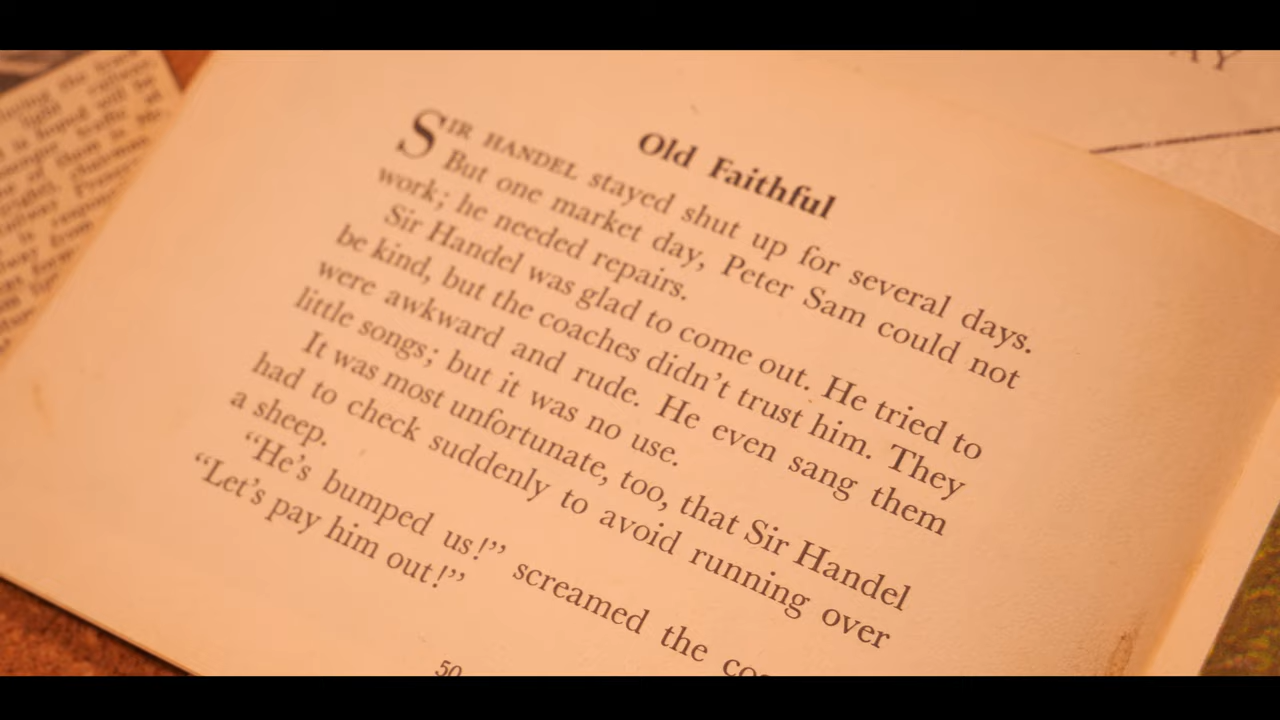 Old Faithful
SIR HANDEL stayed shut up for several days.
But one market day, Peter Sam could not
work; he needed repairs.
Sir Handel was glad to come out. He tried to
be kind, but the coaches didn't trust him. They
were awkward and rude. He even sang them
little songs; but it was no use.
It was most unfortunate, too, that Sir Handel
had to check suddenly to avoid running over
a sheep.
“He's bumped us!” screamed the
“Let's pay him out!”
50